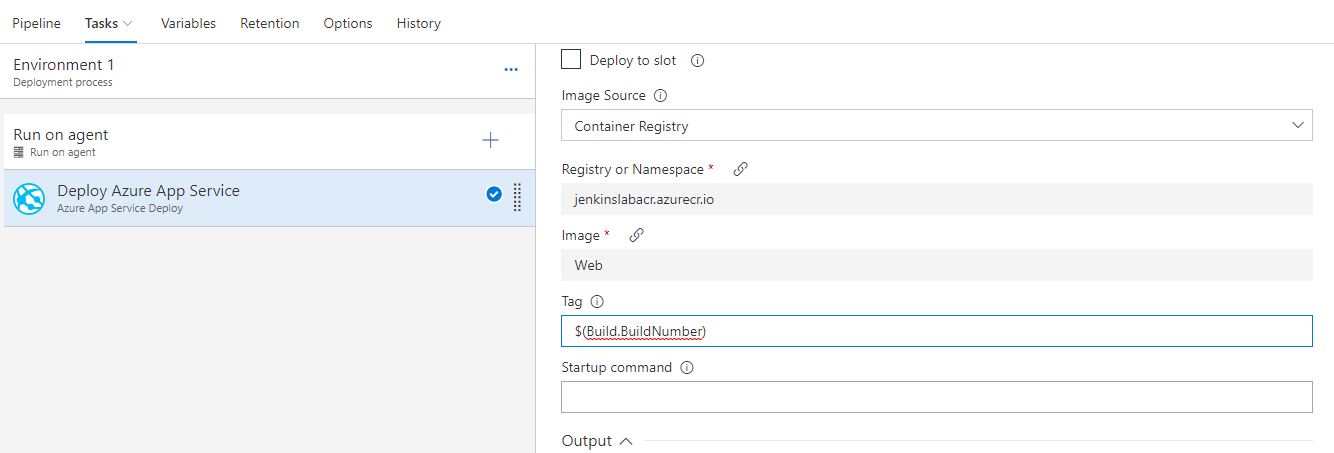 Pipeline Tasks Variables Retention Options History
Environment 1
Deployment process
Run on agent
Run on agent
Deploy Azure App Service
Azure App Service Deploy
Deploy to slot
Image Source
Container Registry
Registry or Namespace *
jenkinslabacr.azurecr.io
Image *
Web
Tag
$(Build.BuildNumber)
Startup command
Output